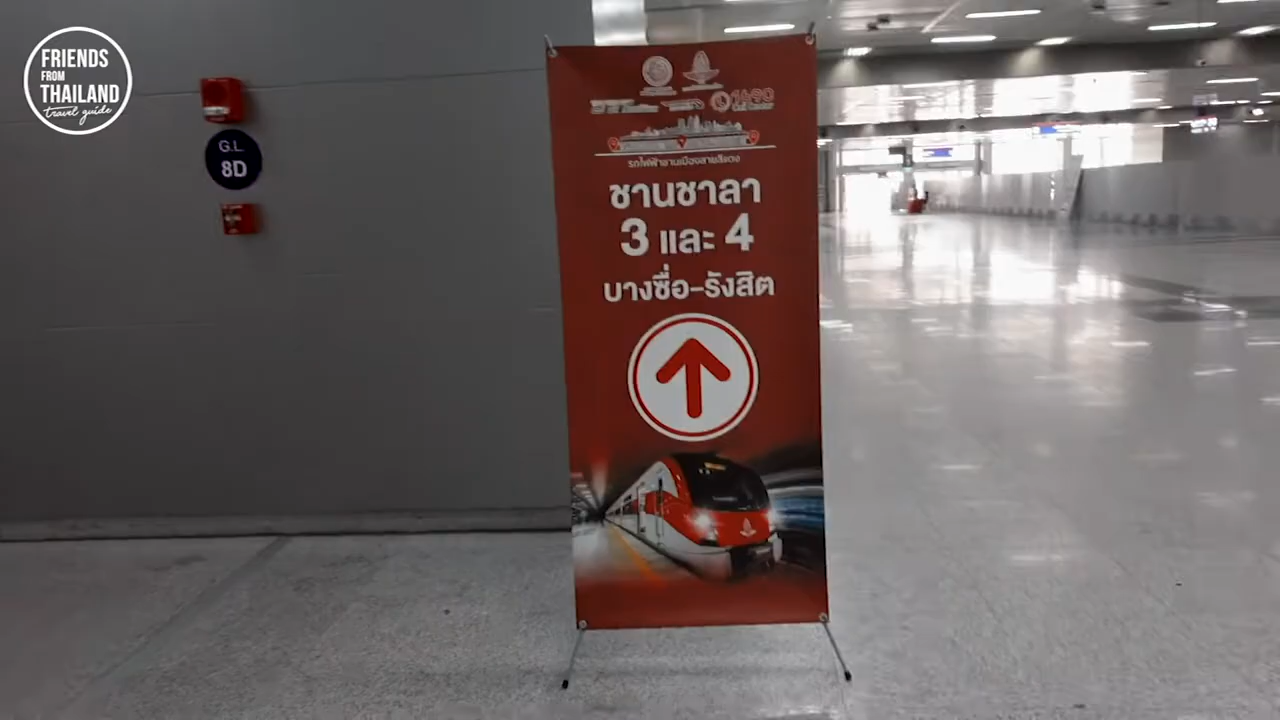 FRIENDS
FROM
THAILAND
travel guide
G.L.
8D
1690
รถไฟฟ้าชานเมืองสายสีแดง
ชานชาลา
3 และ 4
บางซื่อ-รังสิต